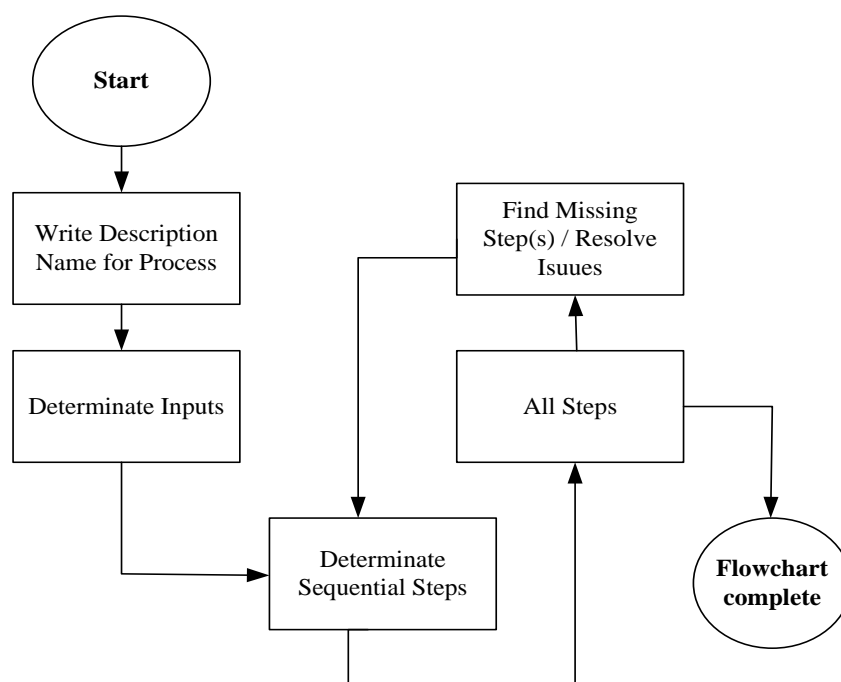 Start
Write Description
Name for Process
Determinate Inputs
Determinate
Sequential Steps
Find Missing
Step(s) / Resolve
Isuues
All Steps
Flowchart
complete